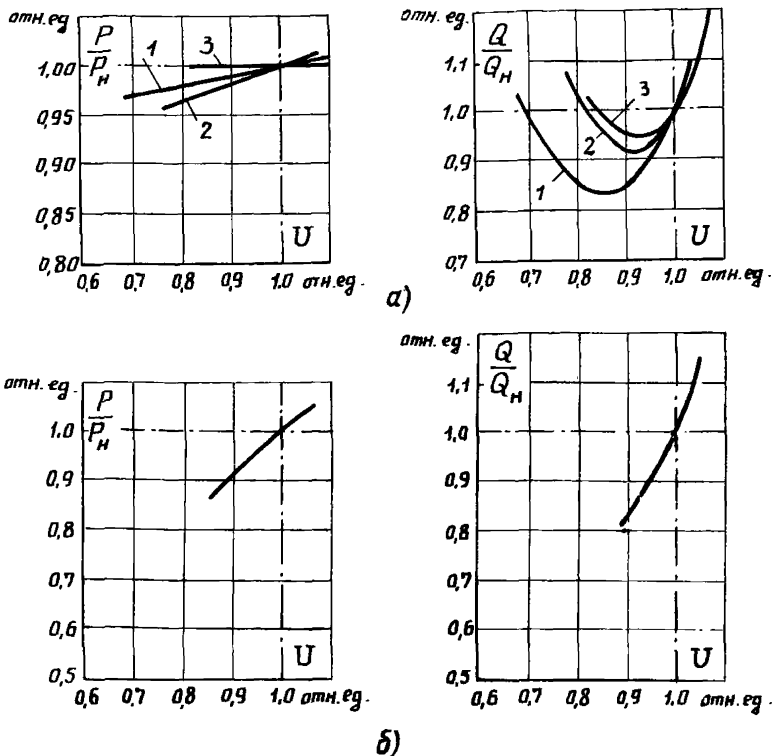 отн.ед
P
Pн
1
3
2
1,00
0,95
0,90
0,85
0,80
U
0,6 0,7 0,8 0,9 1.0 отн.ед.
отн. ед.
Q
Qн
1,1
1,0
0,9
0,8
0,7
3
2
1
U
0,6 0,7 0,8 0,9 1.0 отн. ед.
а)
отн. ед.
P
Pн
1.0
0,9
0,8
0,7
0,6
0,5
U
0,6 0,7 0,8 0,9 1.0 отн. ед.
отн. ед.
Q
Qн
1,1
1,0
0,9
0,8
0,7
0,6
0,5
U
0,6 0,7 0,8 0,9 1.0 отн. ед.
б)